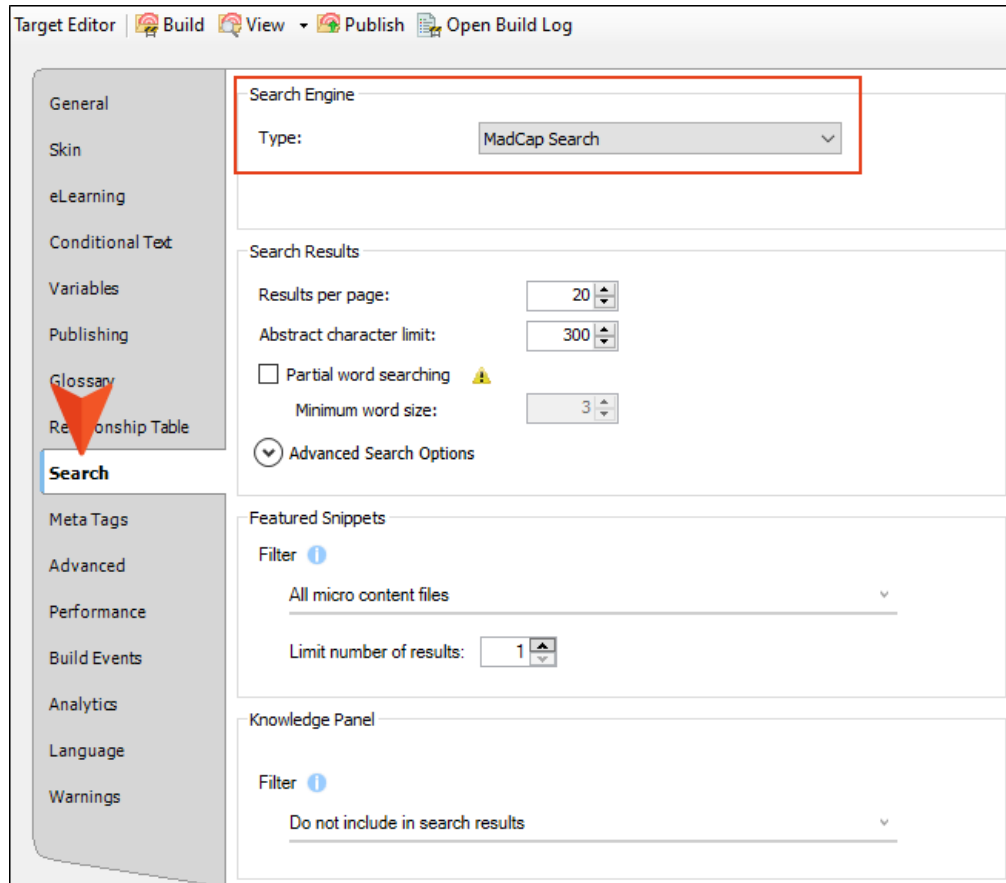 Target Editor Build View Publish Open Build Log
General
Skin
eLearning
Conditional Text
Variables
Publishing
Glossary
Relationship Table
Search
Meta Tags
Advanced
Performance
Build Events
Analytics
Language
Warnings
Search Engine
Type: MadCap Search
Search Results
Results per page: 20
Abstract character limit: 300
Partial word searching
Minimum word size: 3
Advanced Search Options
Featured Snippets
Filter
All micro content files
Limit number of results: 1
Knowledge Panel
Filter
Do not include in search results